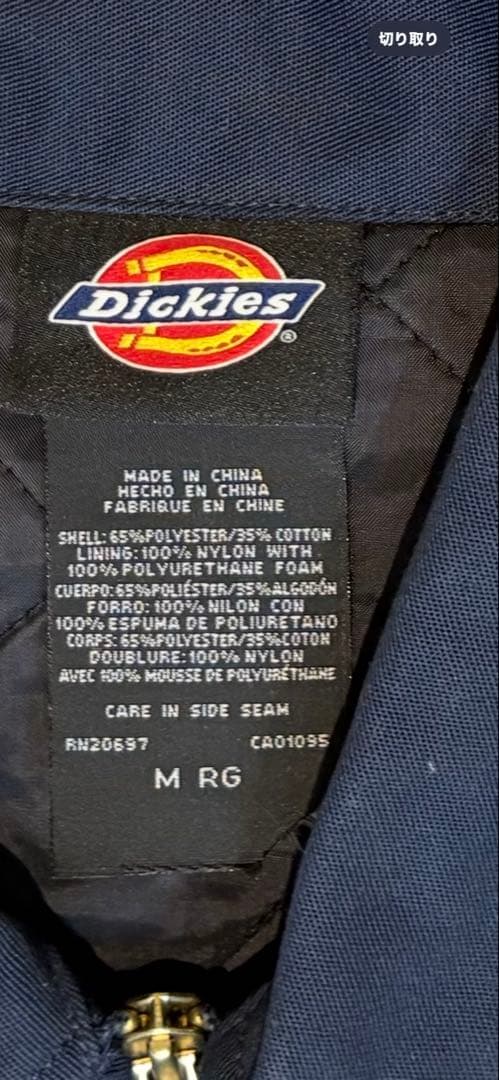 切り取り
Dickies®
MADE IN CHINA
HECHO EN CHINA
FABRIQUE EN CHINE
SHELL: 65%POLYESTER/35% COTTON
LINING: 100% NYLON WITH
100% POLYURETHANE FOAM
CUERPO: 65%POLIÉSTER/35%ALGODÓN
FORRO: 100% NILON CON
100% ESPUMA DE POLIURETANO
CORPS: 65%POLYESTER/35%COTON
DOUBLURE: 100% NYLON
AVEC 100% MOUSSE DE POLYURÉTHANE
CARE IN SIDE SEAM
RN20697 CA01095
M RG